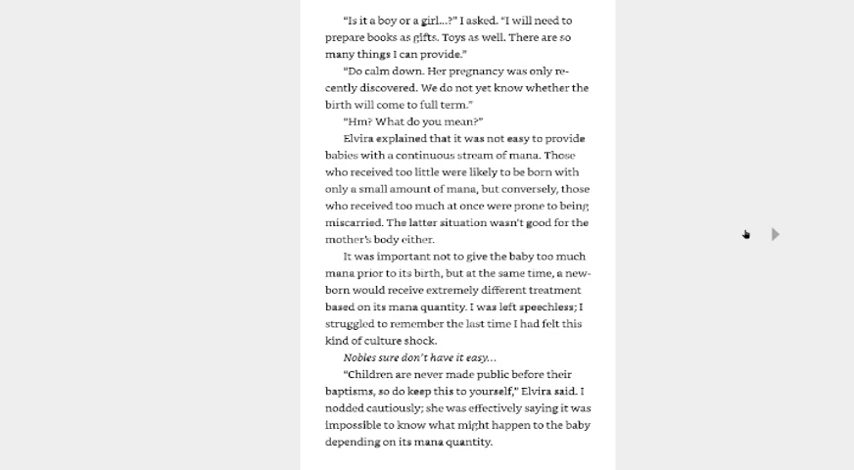 “Is it a boy or a girl...?” I asked. “I will need to
prepare books as gifts. Toys as well. There are so
many things I can provide.”
“Do calm down. Her pregnancy was only re-
cently discovered. We do not yet know whether the
birth will come to full term.”
“Hm? What do you mean?”
Elvira explained that it was not easy to provide
babies with a continuous stream of mana. Those
who received too little were likely to be born with
only a small amount of mana, but conversely, those
who received too much at once were prone to being
miscarried. The latter situation wasn’t good for the
mother’s body either.
It was important not to give the baby too much
mana prior to its birth, but at the same time, a new-
born would receive extremely different treatment
based on its mana quantity. I was left speechless; I
struggled to remember the last time I had felt this
kind of culture shock.
Nobles sure don’t have it easy...
“Children are never made public before their
baptisms, so do keep this to yourself,” Elvira said. I
nodded cautiously; she was effectively saying it was
impossible to know what might happen to the baby
depending on its mana quantity.